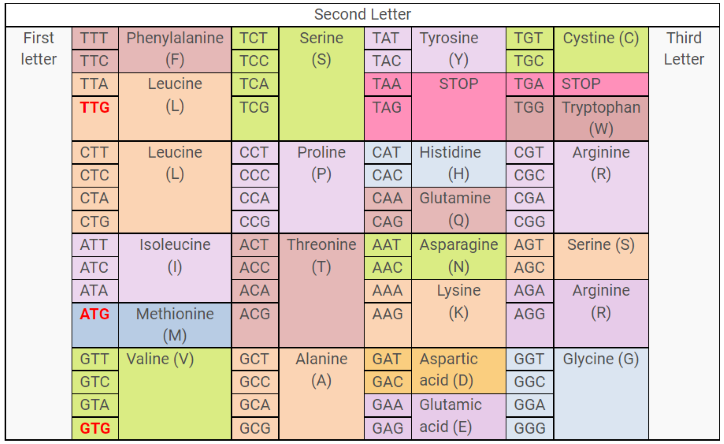 Second Letter
First letter
Third Letter
TTT Phenylalanine (F) TCT Serine (S) TAT Tyrosine (Y) TGT Cystine (C)
TTC TCC TAC TGC
TTA Leucine (L) TCA TAA STOP TGA STOP
TTG TCG TAG TGG Tryptophan (W)
CTT Leucine (L) CCT Proline (P) CAT Histidine (H) CGT Arginine (R)
CTC CCC CAC CGC
CTA CCA CAA Glutamine (Q) CGA
CTG CCG CAG CGG
ATT Isoleucine (I) ACT Threonine (T) AAT Asparagine (N) AGT Serine (S)
ATC ACC AAC AGC
ATA ACA AAA Lysine (K) AGA Arginine (R)
ATG Methionine (M) ACG AAG AGG
GTT Valine (V) GCT Alanine (A) GAT Aspartic acid (D) GGT Glycine (G)
GTC GCC GAC GGC
GTA GCA GAA Glutamic acid (E) GGA
GTG GCG GAG GGG